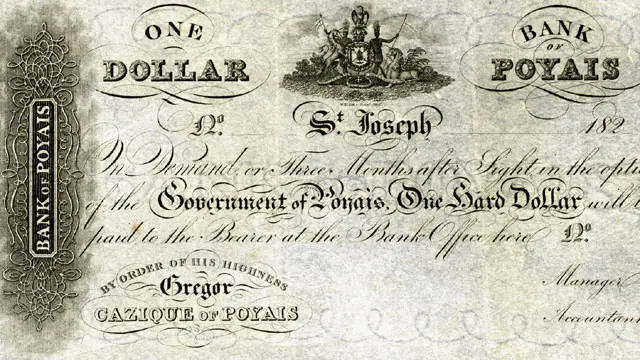 ONE
DOLLAR
BANK
OF
POYAIS
BANK OF POYAIS
No. St. Joseph 182
On Demand or Three Months after Sight in the optio
of the Government of Poyais, One Hard Dollar will b
paid to the Bearer at the Bank Office here No.
BY ORDER OF HIS HIGHNESS
Gregor
CAZIQUE OF POYAIS
Manager
Accountant